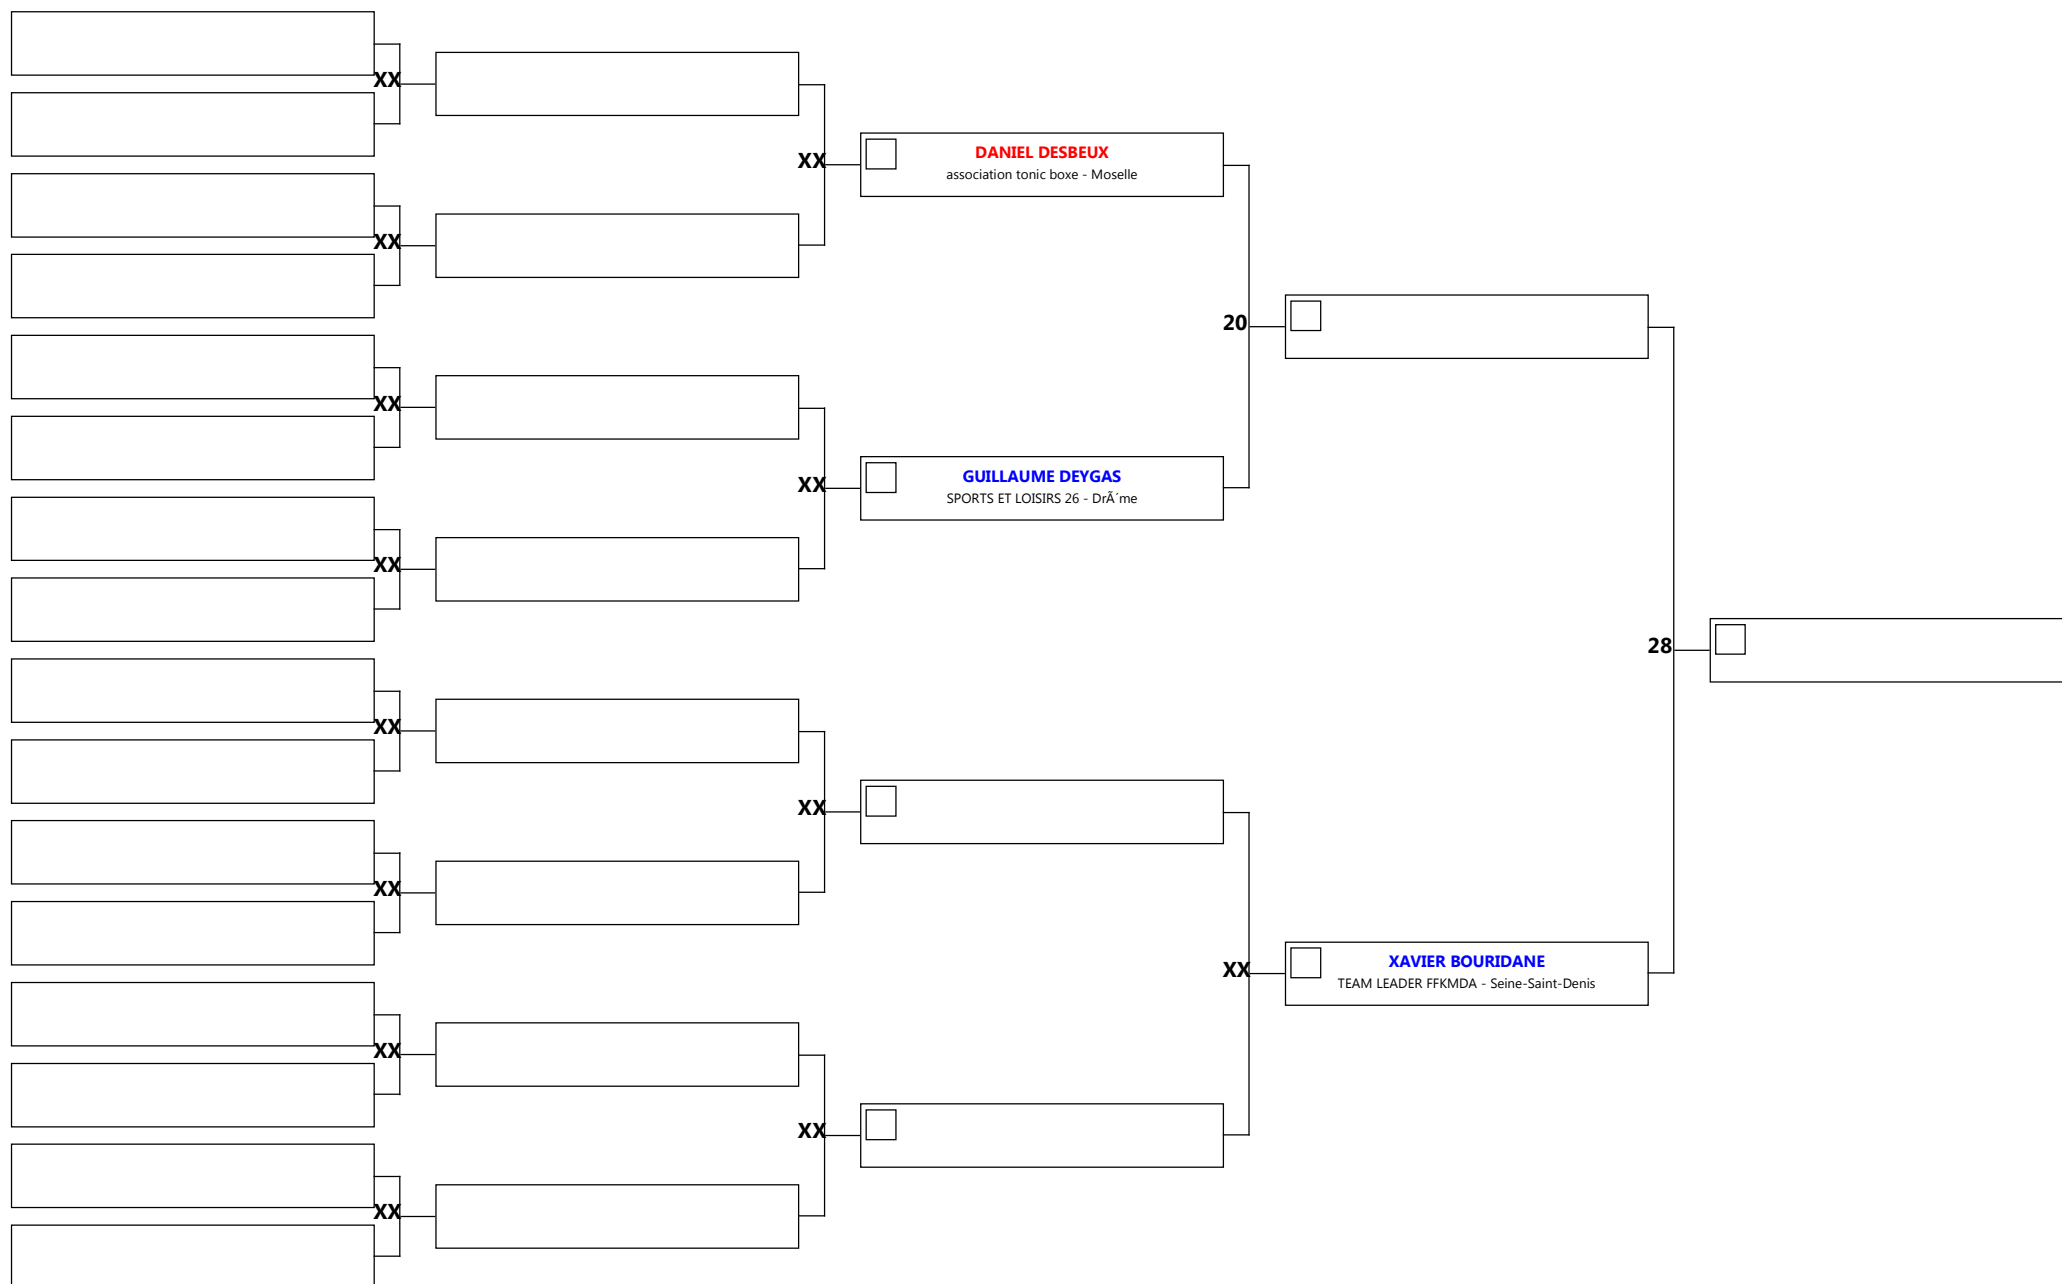 XX
XX
XX
XX
XX
XX
XX
XX
XX
XX
XX
XX
DANIEL DESBEUX
association tonic boxe - Moselle
GUILLAUME DEYGAS
SPORTS ET LOISIRS 26 - DrÃ´me
20
XX
XAVIER BOURIDANE
TEAM LEADER FFKMDA - Seine-Saint-Denis
28